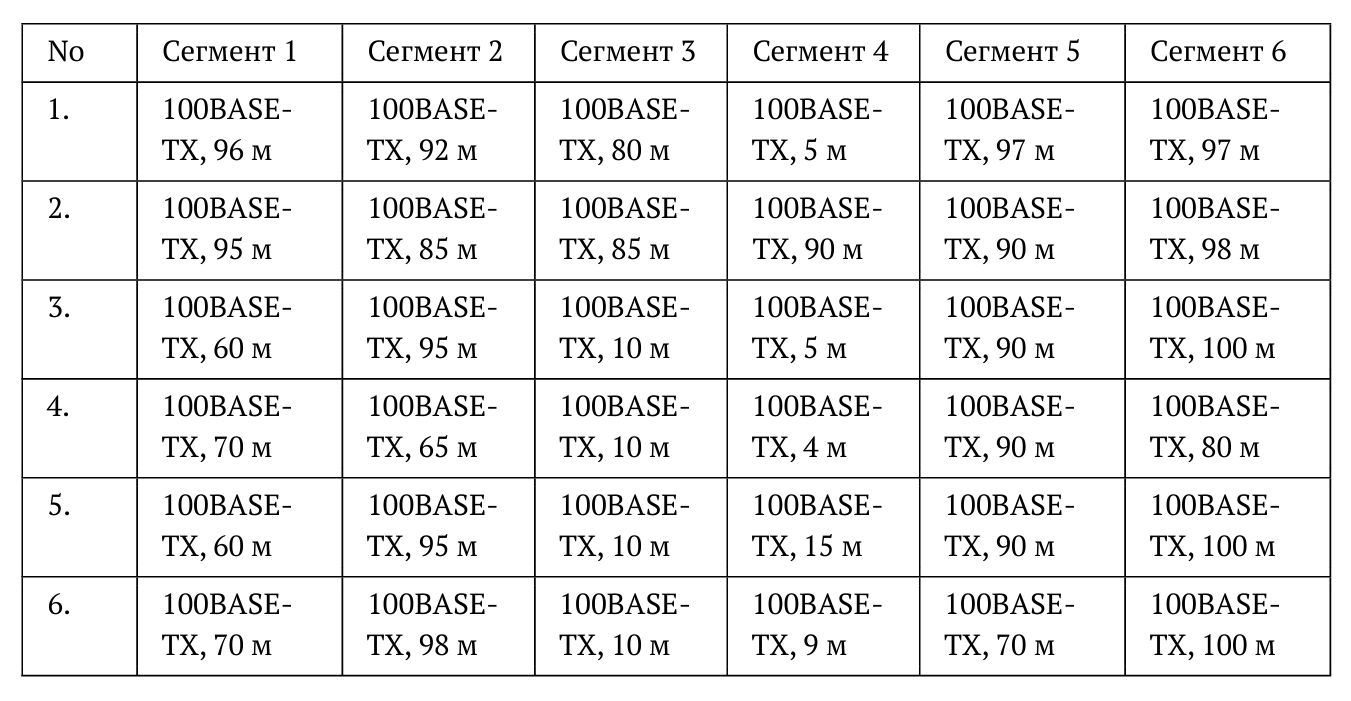 No Сегмент 1 Сегмент 2 Сегмент 3 Сегмент 4 Сегмент 5 Сегмент 6
1. 100BASE- 100BASE- 100BASE- 100BASE- 100BASE- 100BASE-
TX, 96 м TX, 92 м TX, 80 м TX, 5 м TX, 97 м TX, 97 м
2. 100BASE- 100BASE- 100BASE- 100BASE- 100BASE- 100BASE-
TX, 95 м TX, 85 м TX, 85 м TX, 90 м TX, 90 м TX, 98 м
3. 100BASE- 100BASE- 100BASE- 100BASE- 100BASE- 100BASE-
TX, 60 м TX, 95 м TX, 10 м TX, 5 м TX, 90 м TX, 100 м
4. 100BASE- 100BASE- 100BASE- 100BASE- 100BASE- 100BASE-
TX, 70 м TX, 65 м TX, 10 м TX, 4 м TX, 90 м TX, 80 м
5. 100BASE- 100BASE- 100BASE- 100BASE- 100BASE- 100BASE-
TX, 60 м TX, 95 м TX, 10 м TX, 15 м TX, 90 м TX, 100 м
6. 100BASE- 100BASE- 100BASE- 100BASE- 100BASE- 100BASE-
TX, 70 м TX, 98 м TX, 10 м TX, 9 м TX, 70 м TX, 100 м